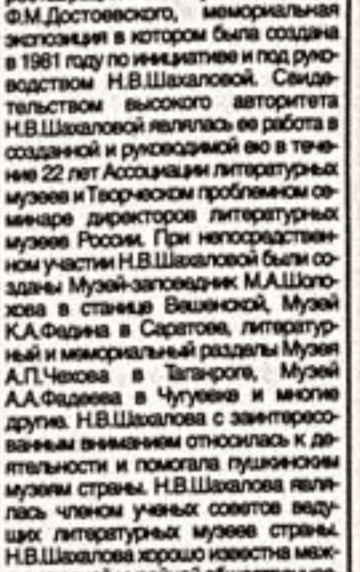 Ф.М.Достоевского, мемориальная
экспозиция в котором была создана
в 1981 году по инициативе и под руко-
водством Н.В.Шахаловой. Свиде-
тельством высокого авторитета
Н.В.Шахаловой являлась ее работа в
созданной и руководимой ею в тече-
ние 22 лет Ассоциации литературных
музеев и Творческом проблемном се-
минаре директоров литературных
музеев России. При непосредствен-
ном участии Н.В.Шахаловой были со-
зданы Музей-заповедник М.А.Шоло-
хова в станице Вешенской, Музей
К.А.Федина в Саратове, литератур-
ный и мемориальный разделы Музея
А.П.Чехова в Таганроге, Музей
А.А.Фадеева в Чугуевке и многие
другие. Н.В.Шахалова с заинтересо-
ванным вниманием относилась к де-
ятельности и помогала пушкинским
музеям страны. Н.В.Шахалова явля-
лась членом ученых советов веду-
щих литературных музеев страны.
Н.В.Шахалова хорошо известна меж-